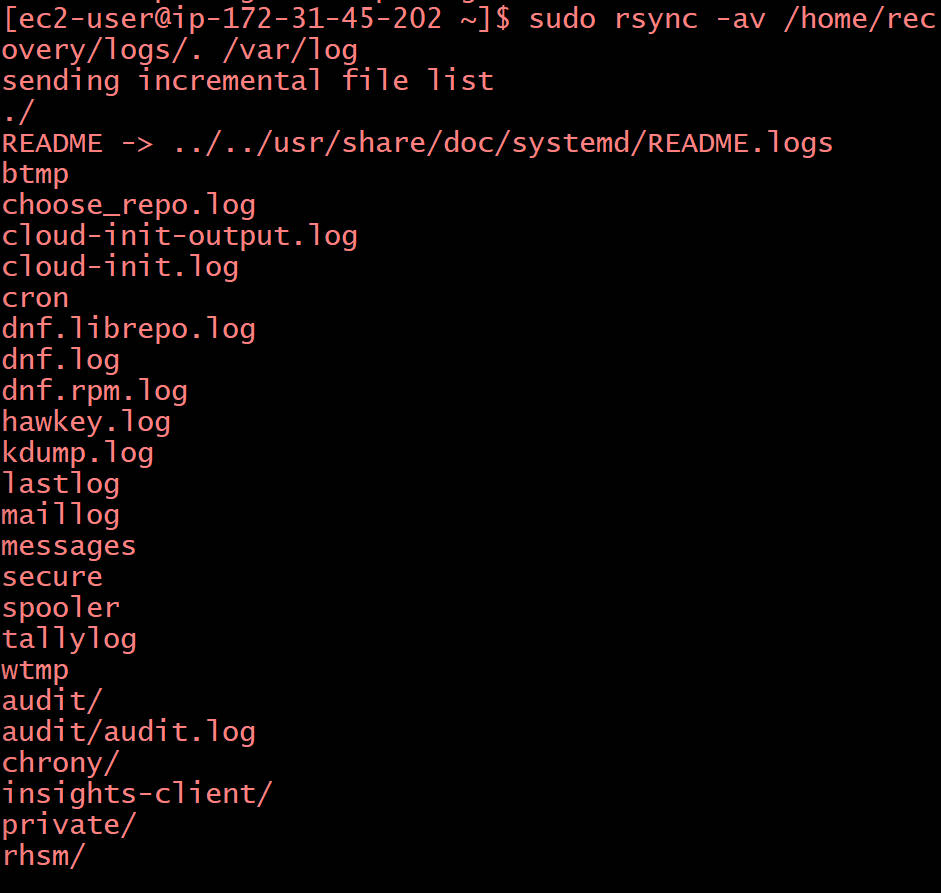 [ec2-user@ip-172-31-45-202 ~]$ sudo rsync -av /home/rec
overy/logs/. /var/log
sending incremental file list
./
README -> ../../usr/share/doc/systemd/README.logs
btmp
choose_repo.log
cloud-init-output.log
cloud-init.log
cron
dnf.librepo.log
dnf.log
dnf.rpm.log
hawkey.log
kdump.log
lastlog
maillog
messages
secure
spooler
tallylog
wtmp
audit/
audit/audit.log
chrony/
insights-client/
private/
rhsm/